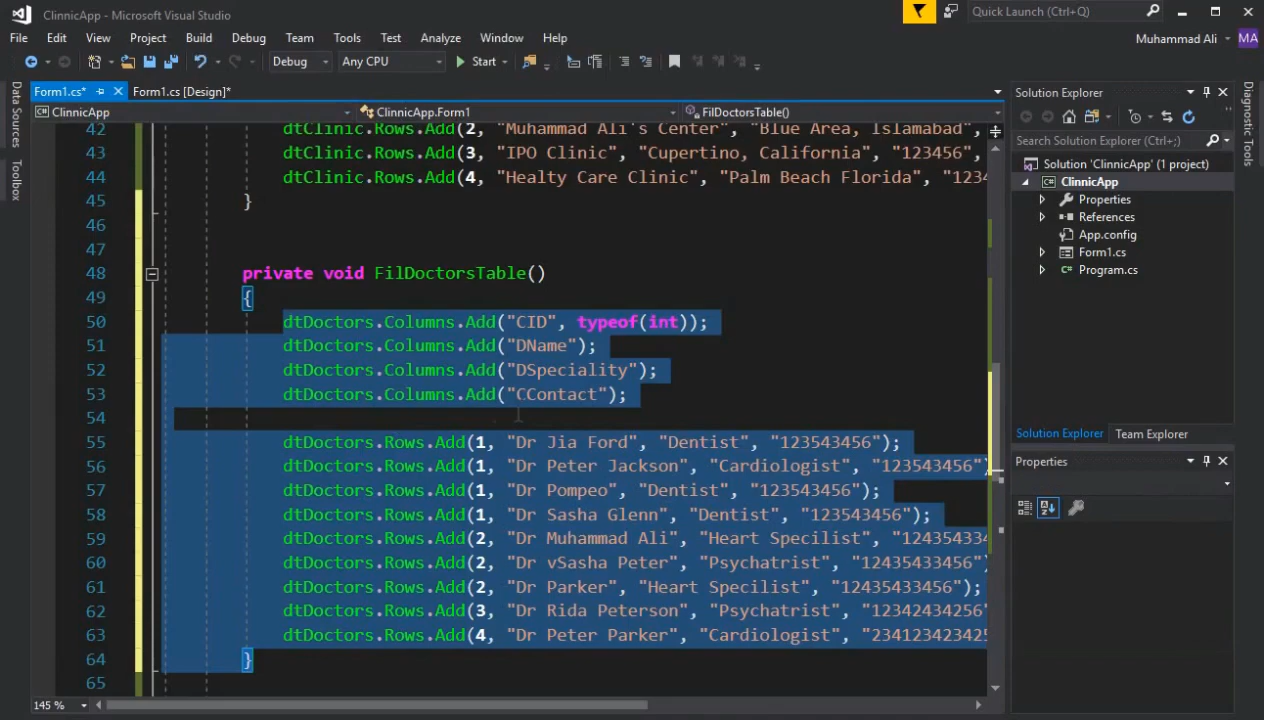 ClinnicApp - Microsoft Visual Studio
Quick Launch (Ctrl+Q)
File Edit View Project Build Debug Team Tools Test Analyze Window Help
Muhammad Ali MA
Debug Any CPU Start
Form1.cs* Form1.cs [Design]*
ClinnicApp ClinnicApp.Form1 FilDoctorsTable()
Data Sources
Toolbox
42 dtClinic.Rows.Add(2, "Muhammad Ali's Center", "Blue Area, Islamabad",
43 dtClinic.Rows.Add(3, "IPO Clinic", "Cupertino, California", "123456",
44 dtClinic.Rows.Add(4, "Healty Care Clinic", "Palm Beach Florida", "1234
45 }
46
47
48 private void FilDoctorsTable()
49 {
50 dtDoctors.Columns.Add("CID", typeof(int));
51 dtDoctors.Columns.Add("DName");
52 dtDoctors.Columns.Add("DSpeciality");
53 dtDoctors.Columns.Add("CContact");
54
55 dtDoctors.Rows.Add(1, "Dr Jia Ford", "Dentist", "123543456");
56 dtDoctors.Rows.Add(1, "Dr Peter Jackson", "Cardiologist", "123543456")
57 dtDoctors.Rows.Add(1, "Dr Pompeo", "Dentist", "123543456");
58 dtDoctors.Rows.Add(1, "Dr Sasha Glenn", "Dentist", "123543456");
59 dtDoctors.Rows.Add(2, "Dr Muhammad Ali", "Heart Specilist", "124354334
60 dtDoctors.Rows.Add(2, "Dr vSasha Peter", "Psychatrist", "12435433456")
61 dtDoctors.Rows.Add(2, "Dr Parker", "Heart Specilist", "12435433456");
62 dtDoctors.Rows.Add(3, "Dr Rida Peterson", "Psychatrist", "12342434256"
63 dtDoctors.Rows.Add(4, "Dr Peter Parker", "Cardiologist", "234123423425
64 }
65
145 %
Solution Explorer
Search Solution Explorer (Ctrl+;)
Solution 'ClinnicApp' (1 project)
ClinnicApp
Properties
References
App.config
Form1.cs
Program.cs
Solution Explorer Team Explorer
Properties
Diagnostic Tools